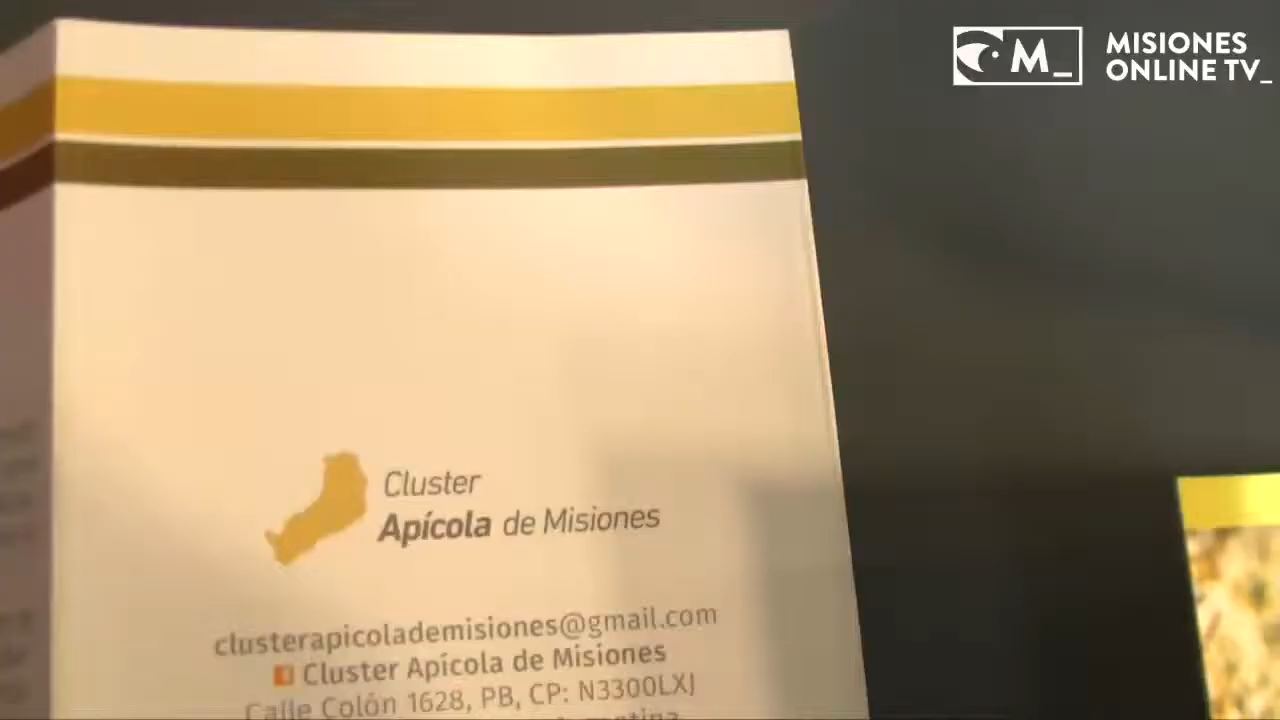 M_
MISIONES
ONLINE TV_
Cluster
Apícola de Misiones
clusterapicolademisiones@gmail.com
Cluster Apícola de Misiones
Calle Colón 1628, PB, CP: N3300LXJ